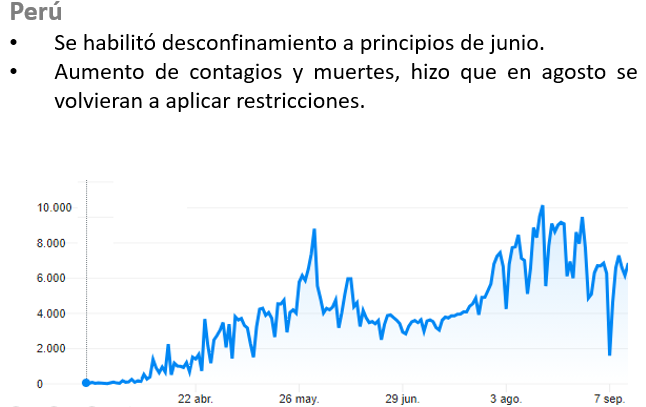 Perú
• Se habilitó desconfinamiento a principios de junio.
• Aumento de contagios y muertes, hizo que en agosto se
volvieran a aplicar restricciones.
10.000
8.000
6.000
4.000
2.000
0
22 abr. 26 may. 29 jun. 3 ago. 7 sep.